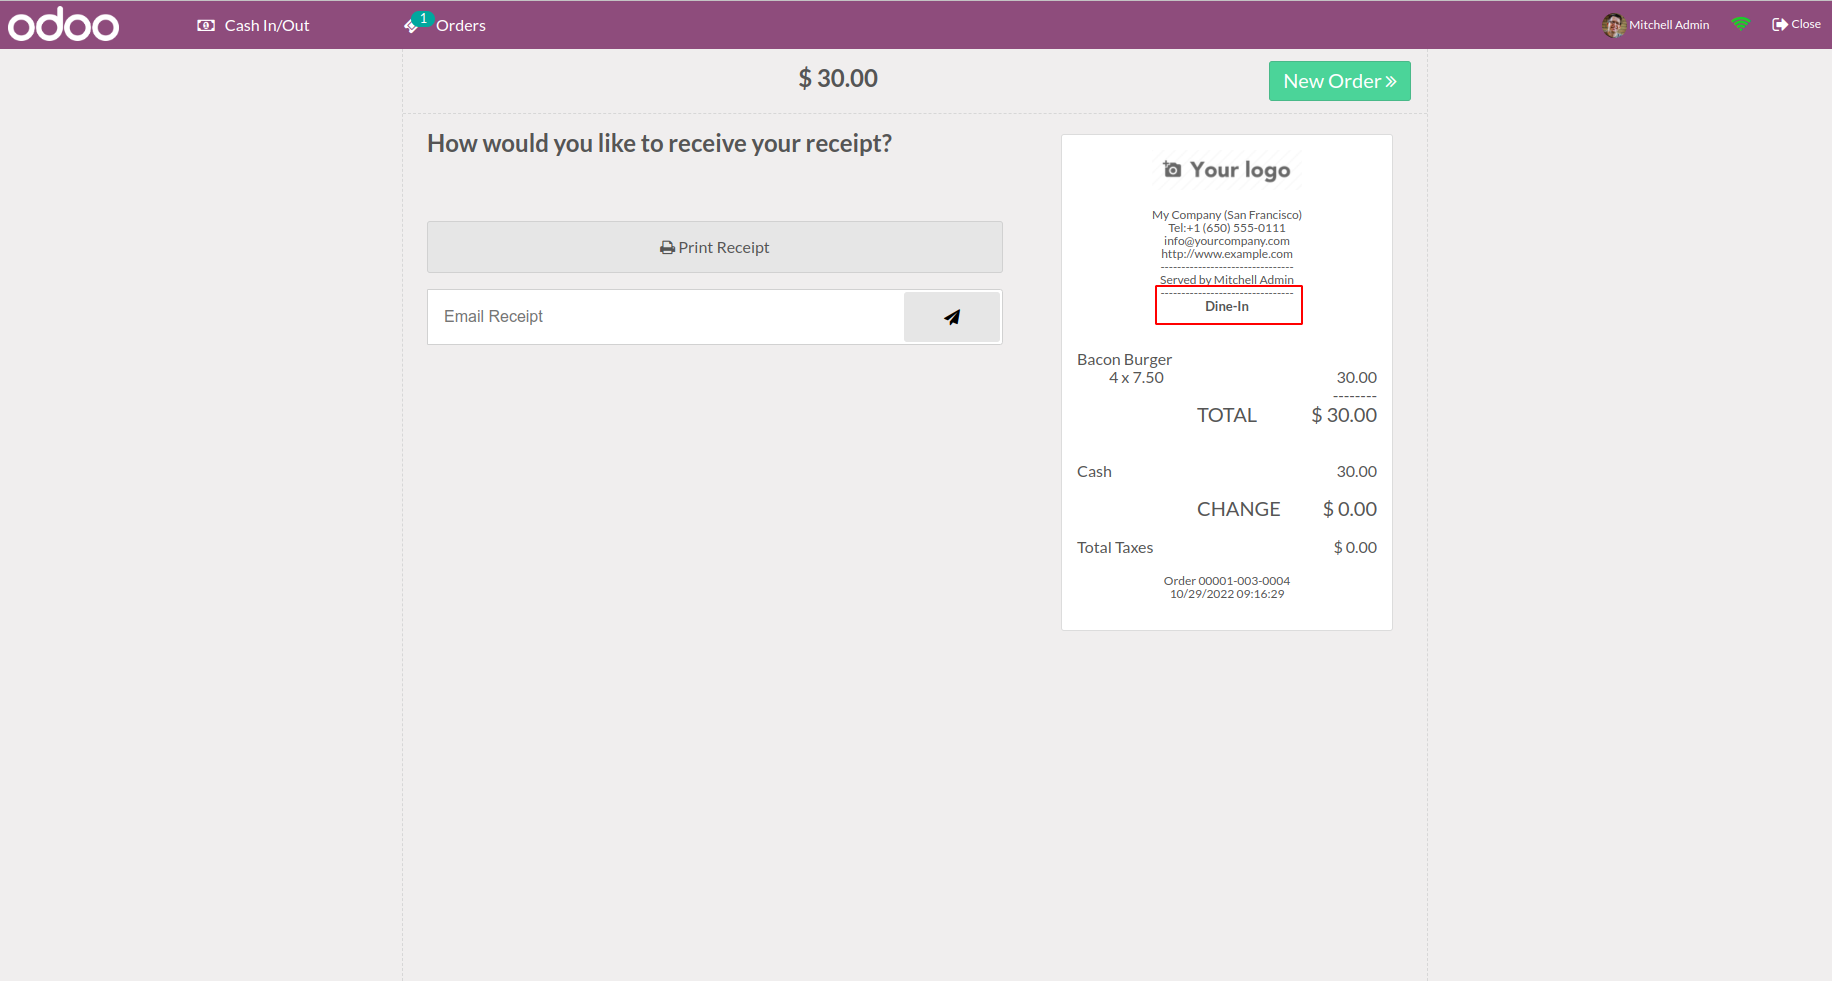 odoo Cash In/Out 1 Orders Mitchell Admin Close
$ 30.00 New Order »
How would you like to receive your receipt?
Print Receipt
Email Receipt
Your logo
My Company (San Francisco)
Tel:+1 (650) 555-0111
info@yourcompany.com
http://www.example.com
--------------------------------
Served by Mitchell Admin
--------------------------------
Dine-In
Bacon Burger
4 x 7.50 30.00
--------
TOTAL $ 30.00
Cash 30.00
CHANGE $ 0.00
Total Taxes $ 0.00
Order 00001-003-0004
10/29/2022 09:16:29